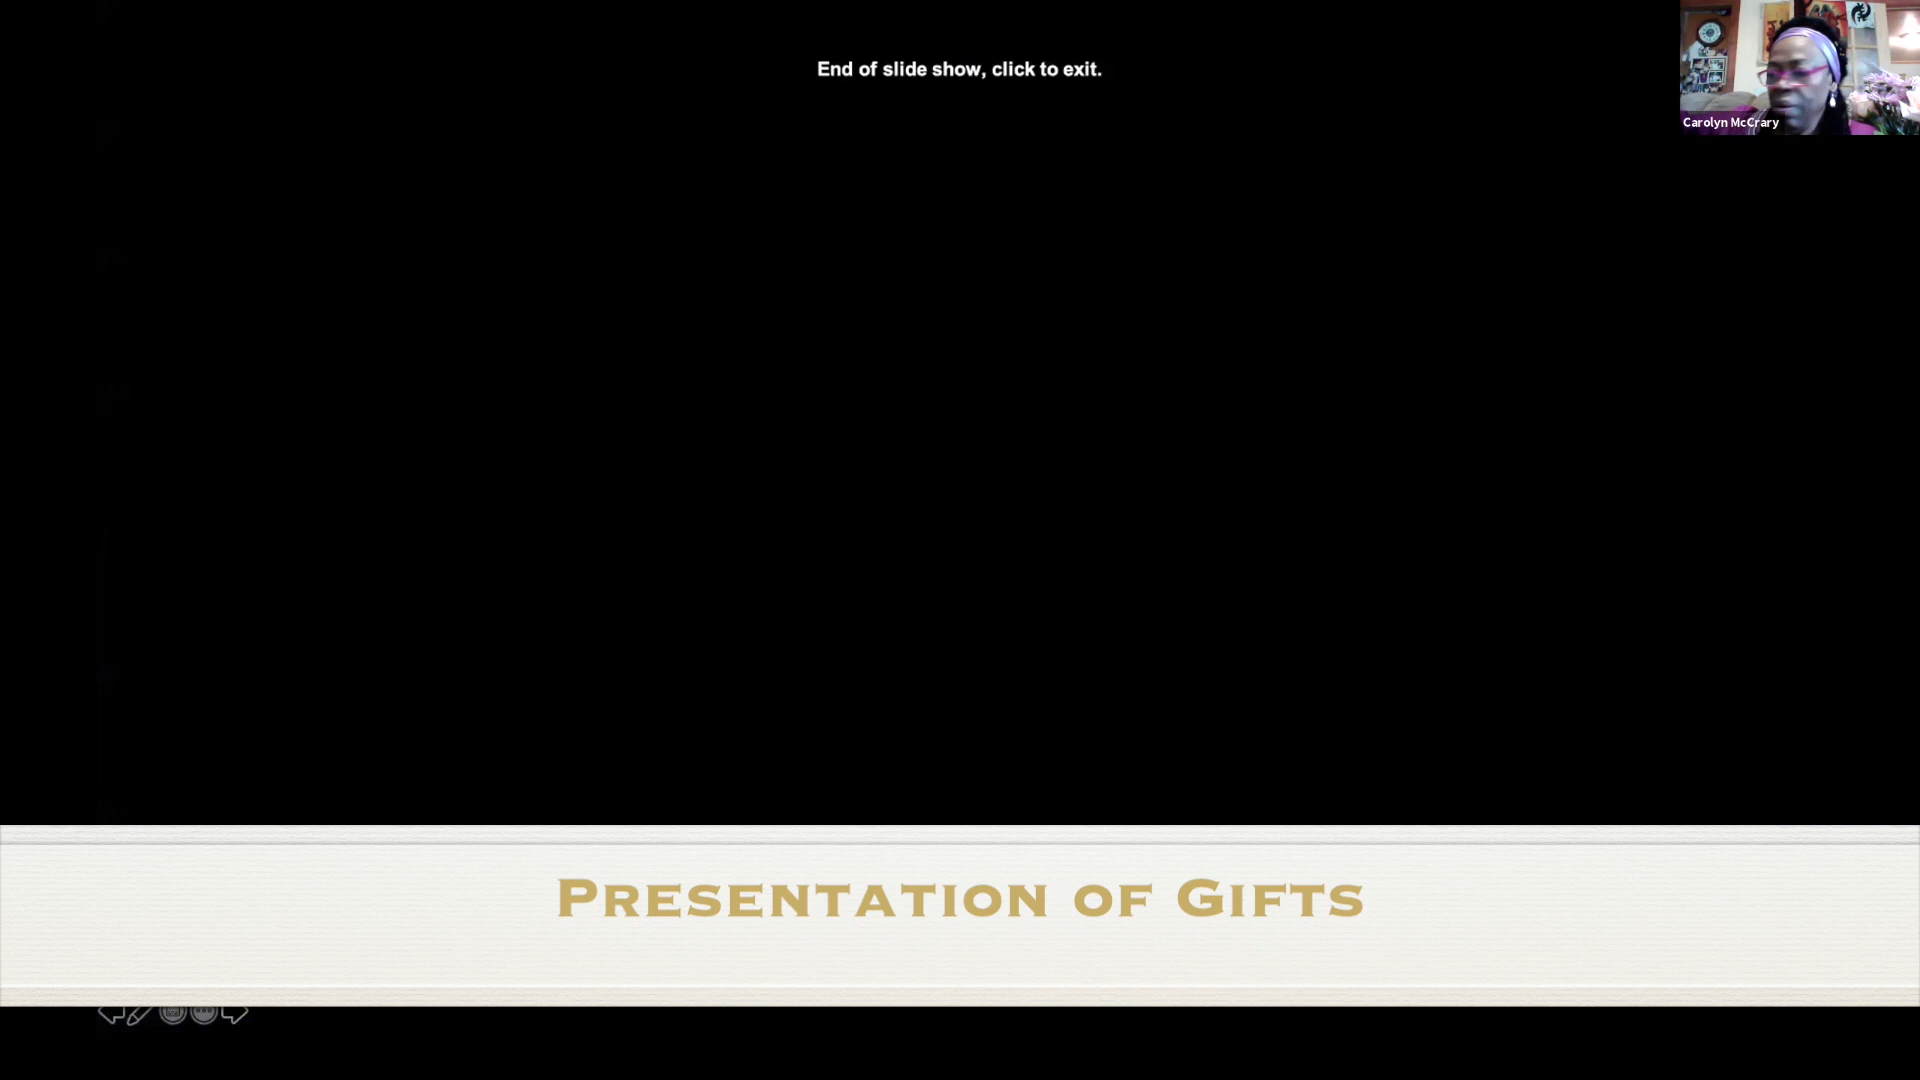 End of slide show, click to exit.
Carolyn McCrary
Presentation of Gifts